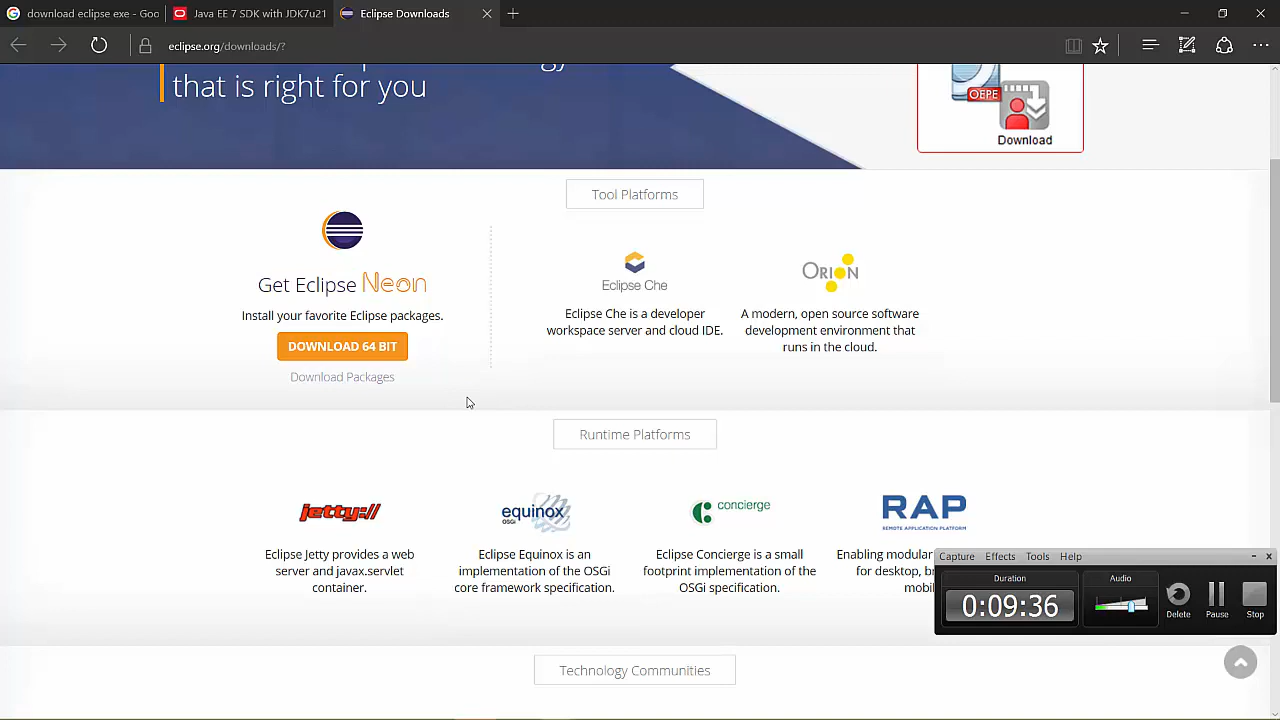 download eclipse exe - Goo
Java EE 7 SDK with JDK7u21
Eclipse Downloads
eclipse.org/downloads/?
that is right for you
OEPE
Download
Tool Platforms
Get Eclipse Neon
Install your favorite Eclipse packages.
DOWNLOAD 64 BIT
Download Packages
Eclipse Che
Eclipse Che is a developer
workspace server and cloud IDE.
ORION
A modern, open source software
development environment that
runs in the cloud.
Runtime Platforms
jetty://
Eclipse Jetty provides a web
server and javax.servlet
container.
equinox
OSGi
Eclipse Equinox is an
implementation of the OSGi
core framework specification.
concierge
Eclipse Concierge is a small
footprint implementation of the
OSGi specification.
RAP
REMOTE APPLICATION PLATFORM
Enabling modular
for desktop, br
mobil
Capture Effects Tools Help
Duration
0:09:36
Audio
Delete
Pause
Stop
Technology Communities